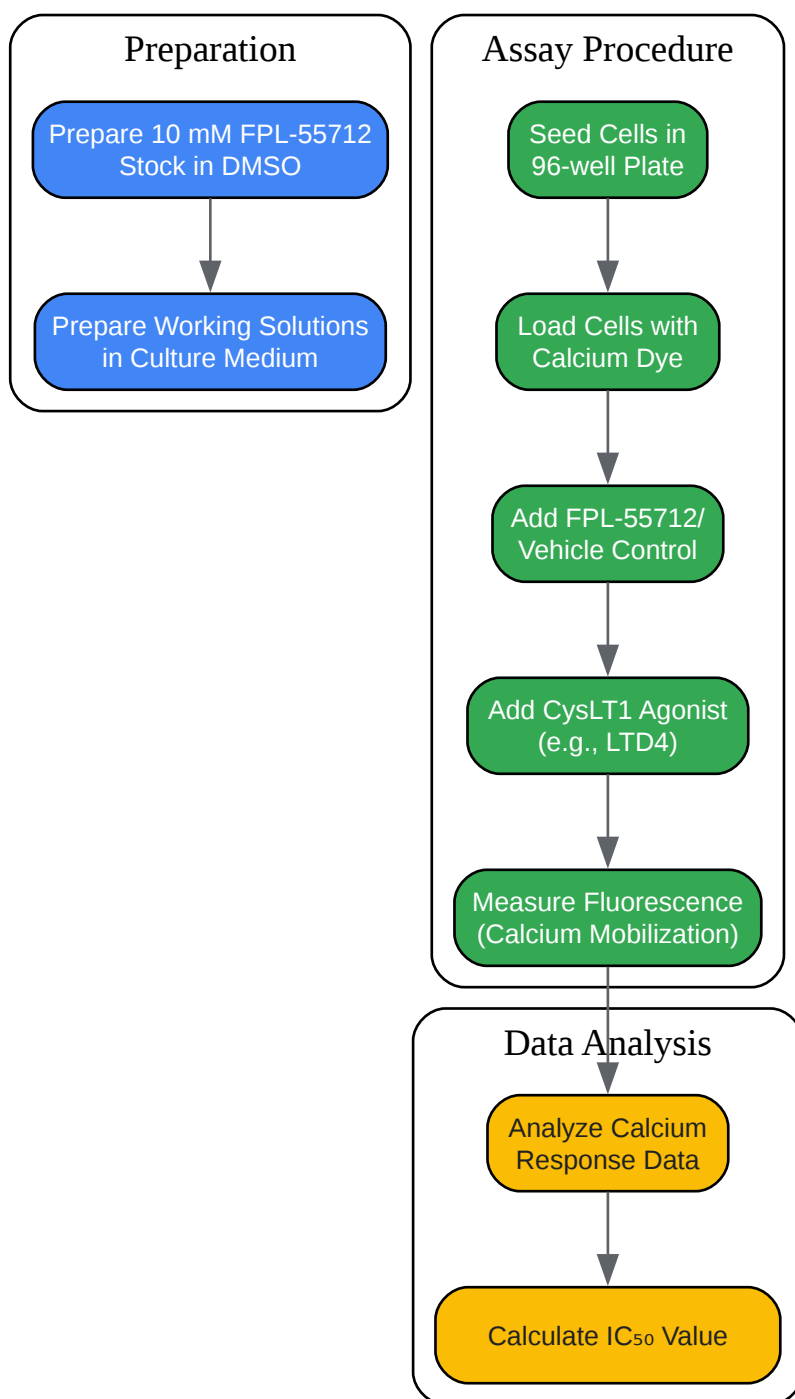 Preparation
Prepare 10 mM FPL-55712
Stock in DMSO
Prepare Working Solutions
in Culture Medium
Assay Procedure
Seed Cells in
96-well Plate
Load Cells with
Calcium Dye
Add FPL-55712/
Vehicle Control
Add CysLT1 Agonist
(e.g., LTD4)
Measure Fluorescence
(Calcium Mobilization)
Data Analysis
Analyze Calcium
Response Data
Calculate IC₅₀ Value